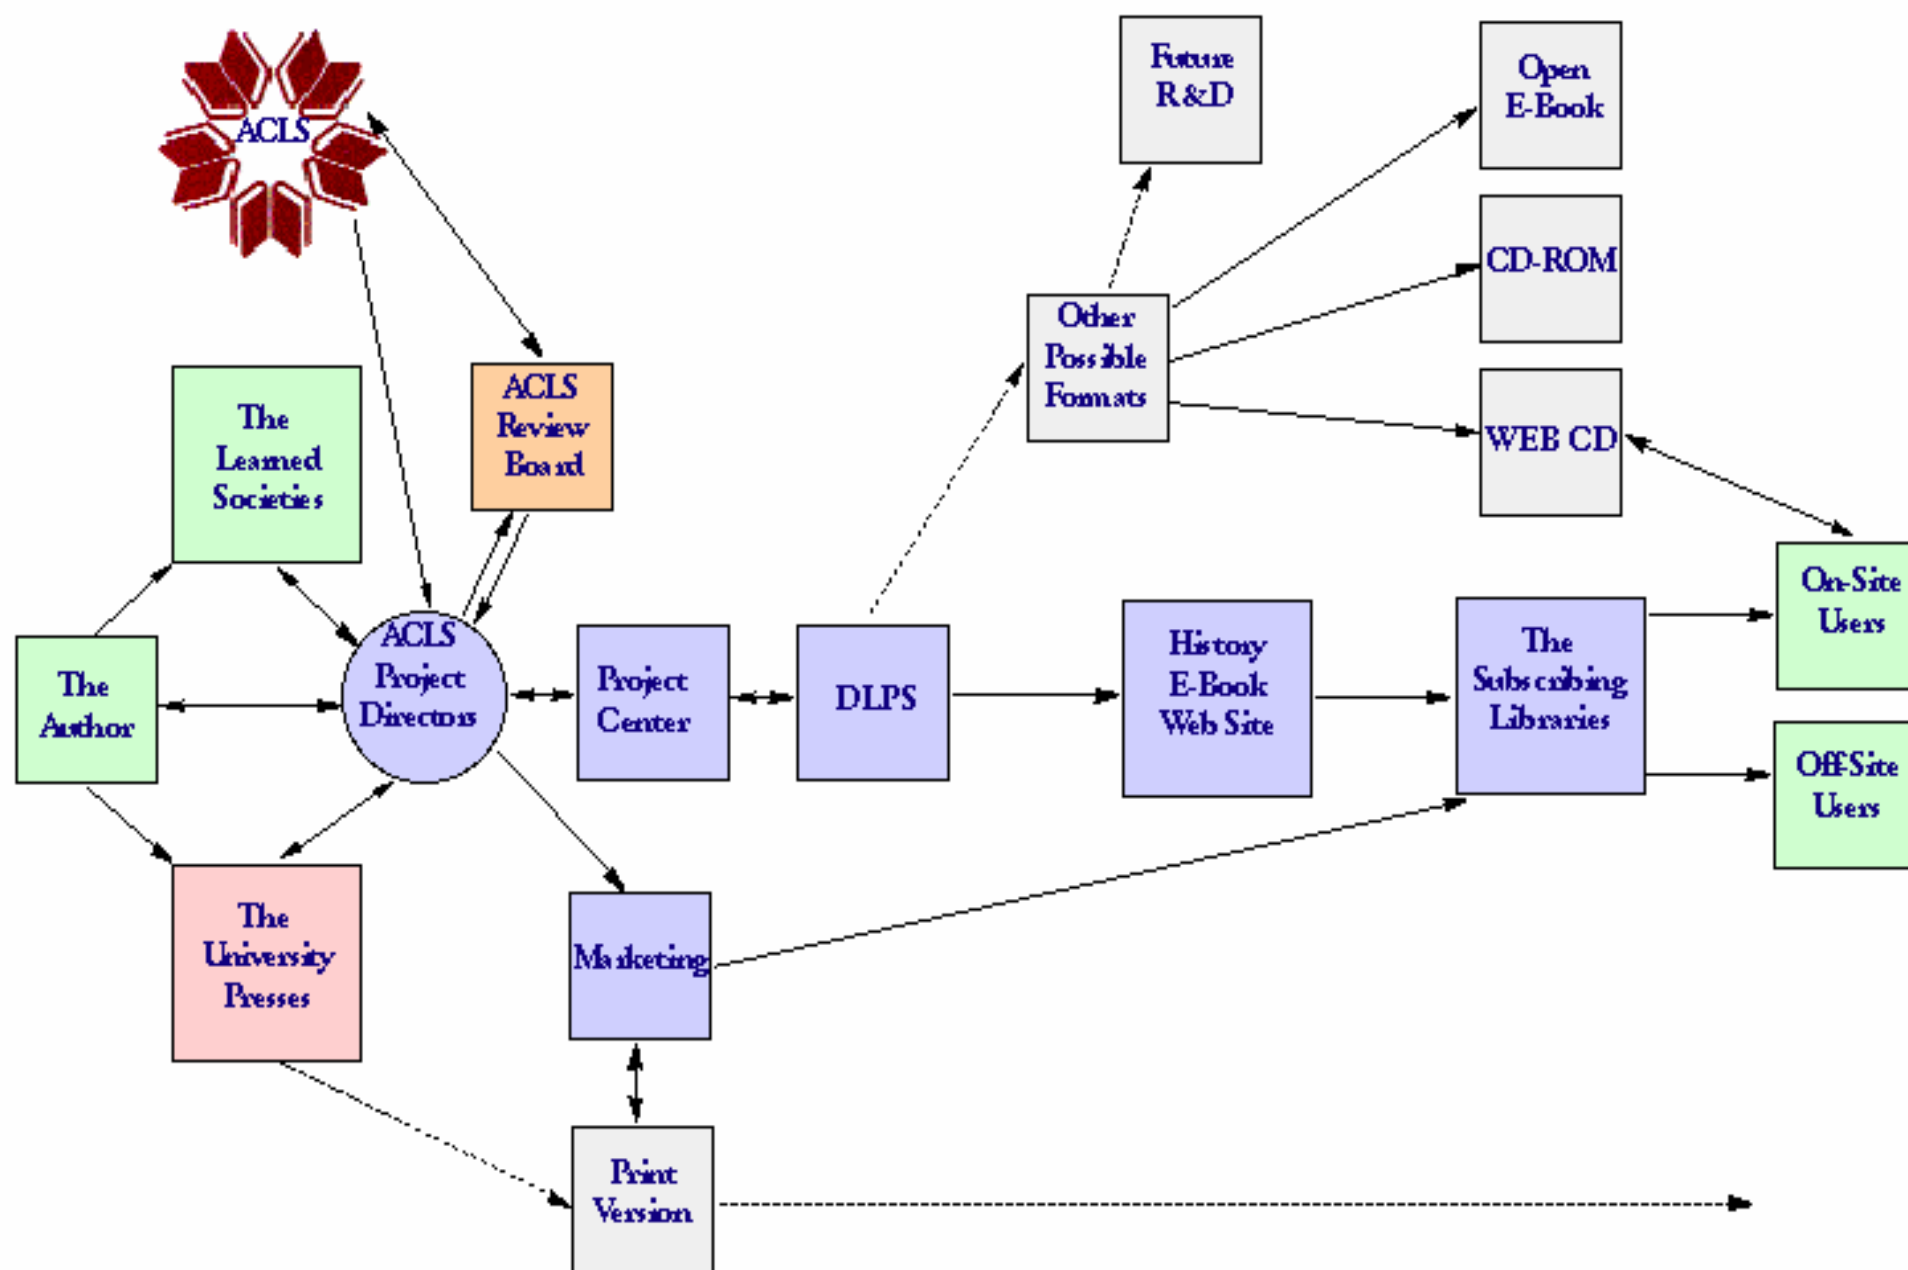 ACLS
Future
R&D
Open
E-Book
CD-ROM
Other
Possible
Formats
WEB CD
The
Learned
Societies
ACLS
Review
Board
On-Site
Users
The
Author
ACLS
Project
Directors
Project
Center
DLPS
History
E-Book
Web Site
The
Subscribing
Libraries
Off-Site
Users
The
University
Presses
Marketing
Print
Version